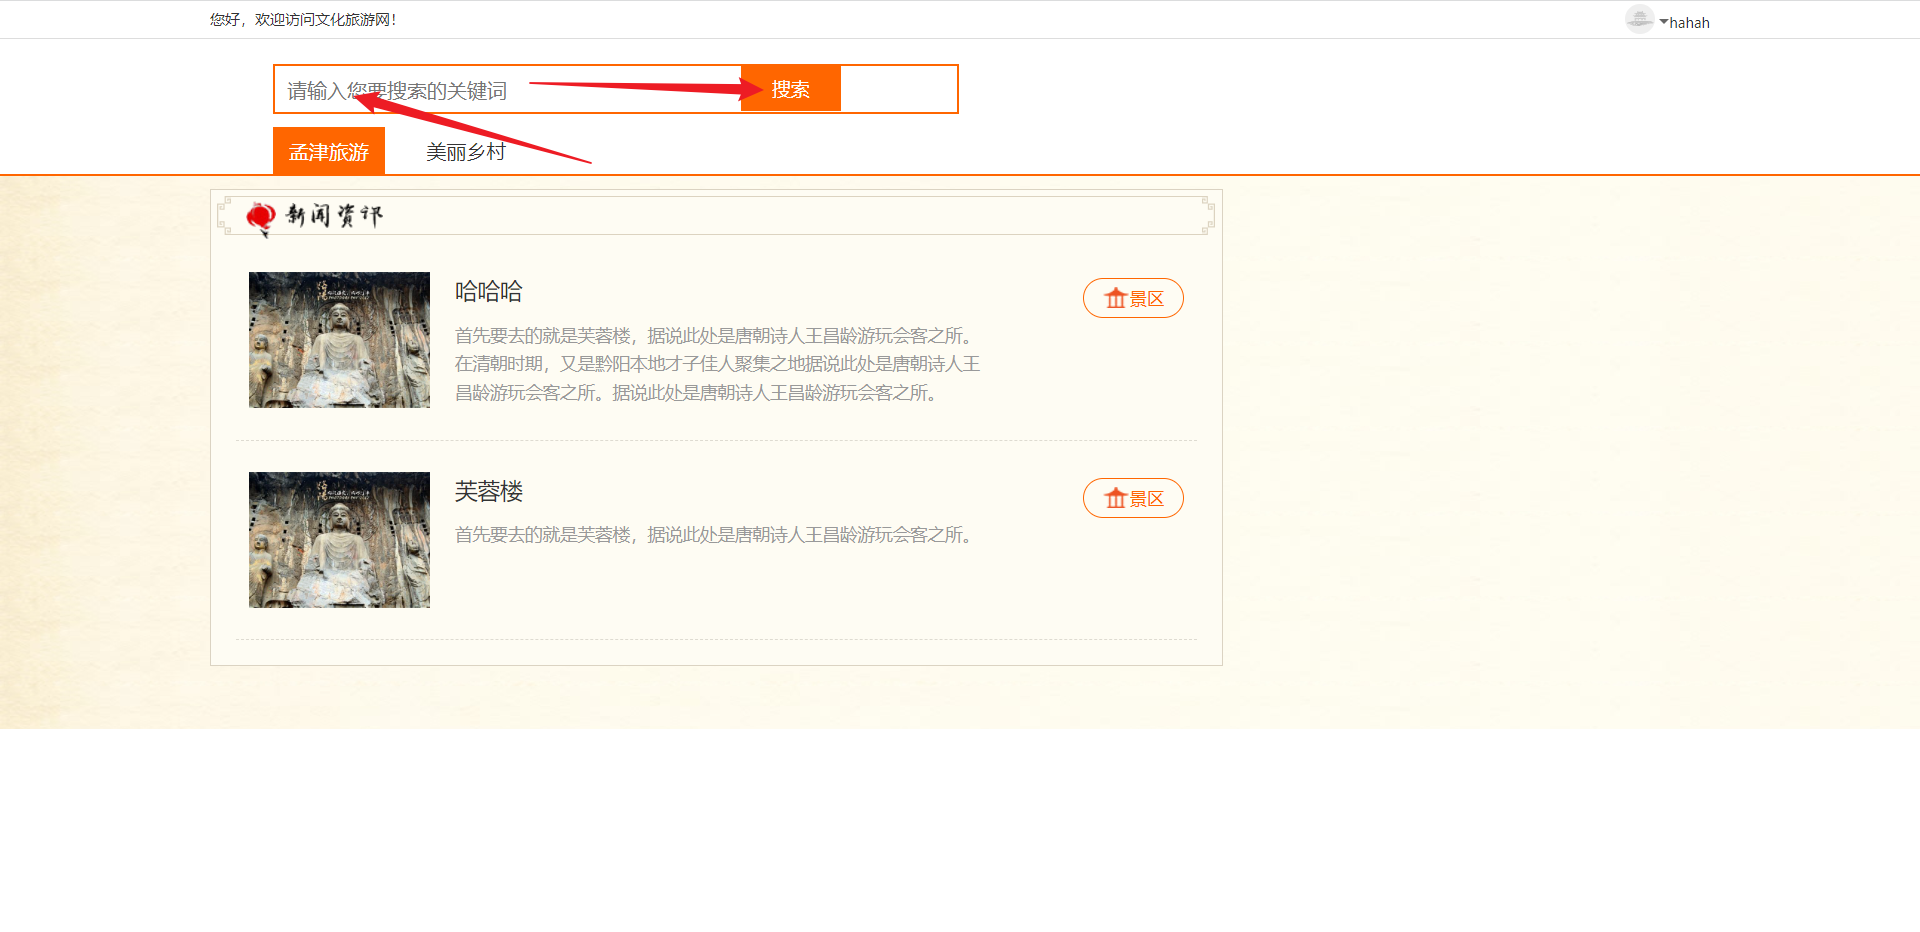 您好，欢迎访问文化旅游网！
hahah
请输入您要搜索的关键词
搜索
孟津旅游
美丽乡村
新闻资讯
哈哈哈
景区
首先要去的就是芙蓉楼，据说此处是唐朝诗人王昌龄游玩会客之所。
在清朝时期，又是黔阳本地才子佳人聚集之地据说此处是唐朝诗人王
昌龄游玩会客之所。据说此处是唐朝诗人王昌龄游玩会客之所。
芙蓉楼
景区
首先要去的就是芙蓉楼，据说此处是唐朝诗人王昌龄游玩会客之所。